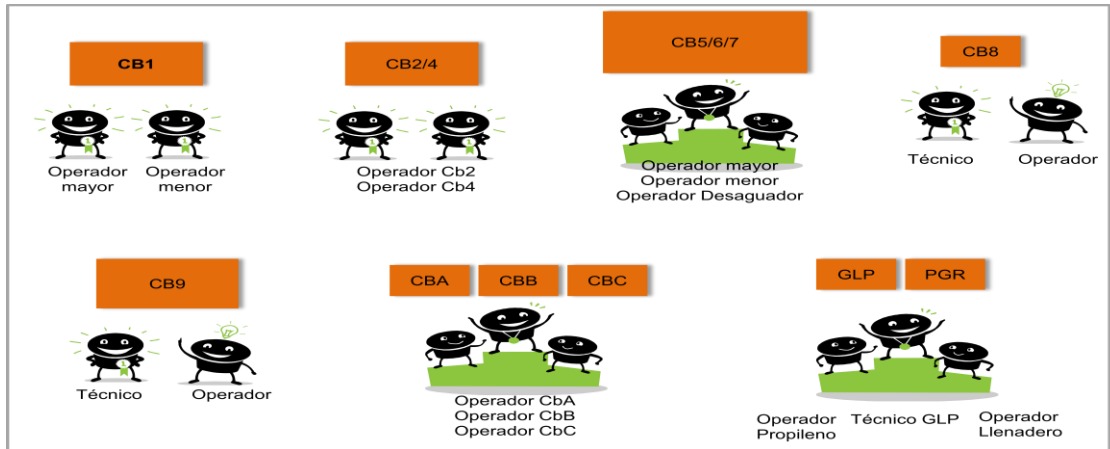 CB1
CB2/4
CB5/6/7
CB8
Operador mayor
Operador menor
Operador Cb2
Operador Cb4
Operador mayor
Operador menor
Operador Desaguador
Técnico
Operador
CB9
CBA
CBB
CBC
GLP
PGR
Técnico
Operador
Operador CbA
Operador CbB
Operador CbC
Operador
Propileno
Técnico GLP
Operador
Llenadero